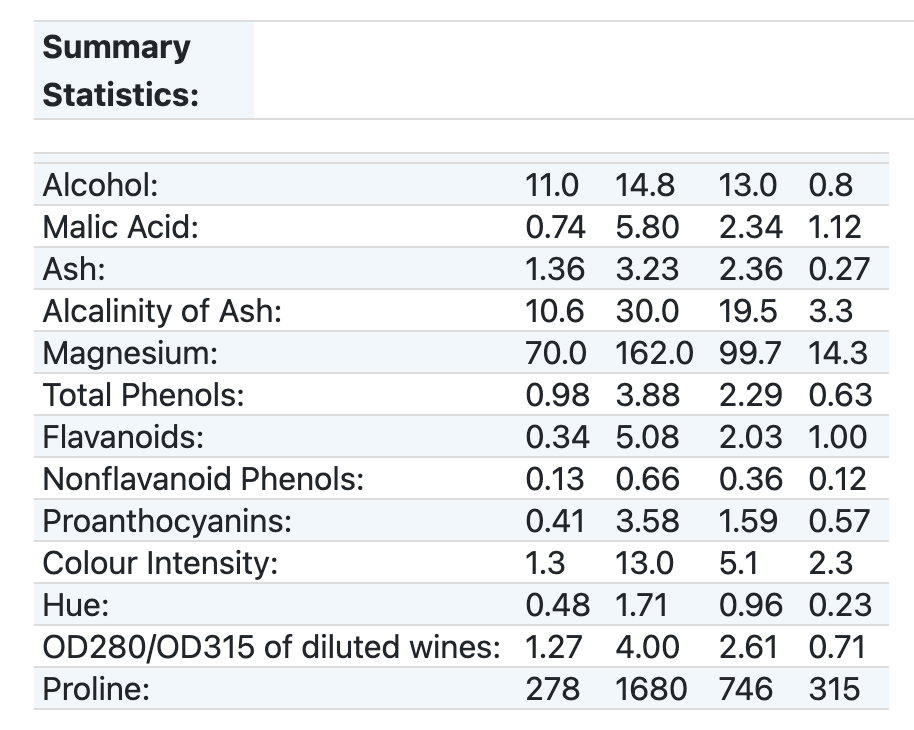 Summary
Statistics:
Alcohol: 11.0 14.8 13.0 0.8
Malic Acid: 0.74 5.80 2.34 1.12
Ash: 1.36 3.23 2.36 0.27
Alcalinity of Ash: 10.6 30.0 19.5 3.3
Magnesium: 70.0 162.0 99.7 14.3
Total Phenols: 0.98 3.88 2.29 0.63
Flavanoids: 0.34 5.08 2.03 1.00
Nonflavanoid Phenols: 0.13 0.66 0.36 0.12
Proanthocyanins: 0.41 3.58 1.59 0.57
Colour Intensity: 1.3 13.0 5.1 2.3
Hue: 0.48 1.71 0.96 0.23
OD280/OD315 of diluted wines: 1.27 4.00 2.61 0.71
Proline: 278 1680 746 315